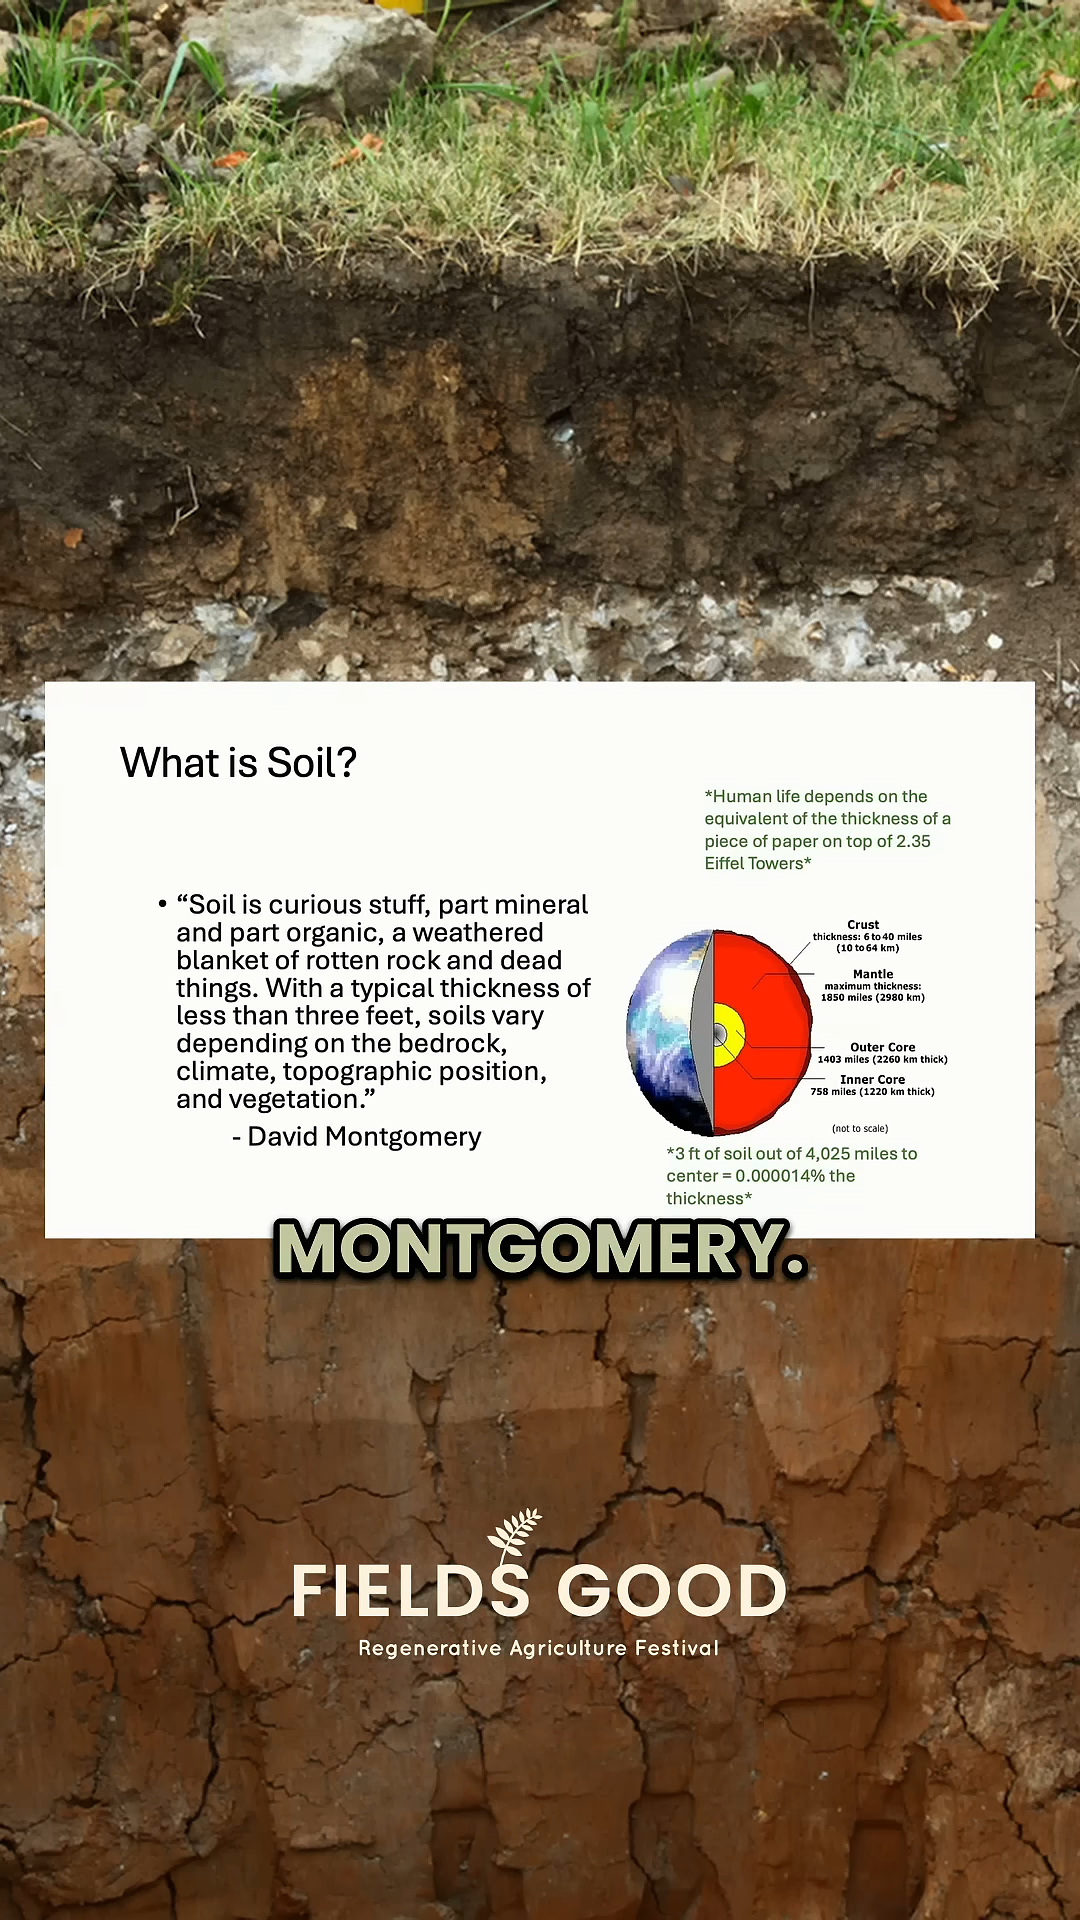 What is Soil?
*Human life depends on the
equivalent of the thickness of a
piece of paper on top of 2.35
Eiffel Towers*
• “Soil is curious stuff, part mineral
and part organic, a weathered
blanket of rotten rock and dead
things. With a typical thickness of
less than three feet, soils vary
depending on the bedrock,
climate, topographic position,
and vegetation.”
- David Montgomery
Crust
thickness: 6 to 40 miles
(10 to 64 km)
Mantle
maximum thickness:
1850 miles (2980 km)
Outer Core
1403 miles (2260 km thick)
Inner Core
758 miles (1220 km thick)
(not to scale)
*3 ft of soil out of 4,025 miles to
center = 0.000014% the
thickness*
MONTGOMERY.
FIELDS GOOD
Regenerative Agriculture Festival